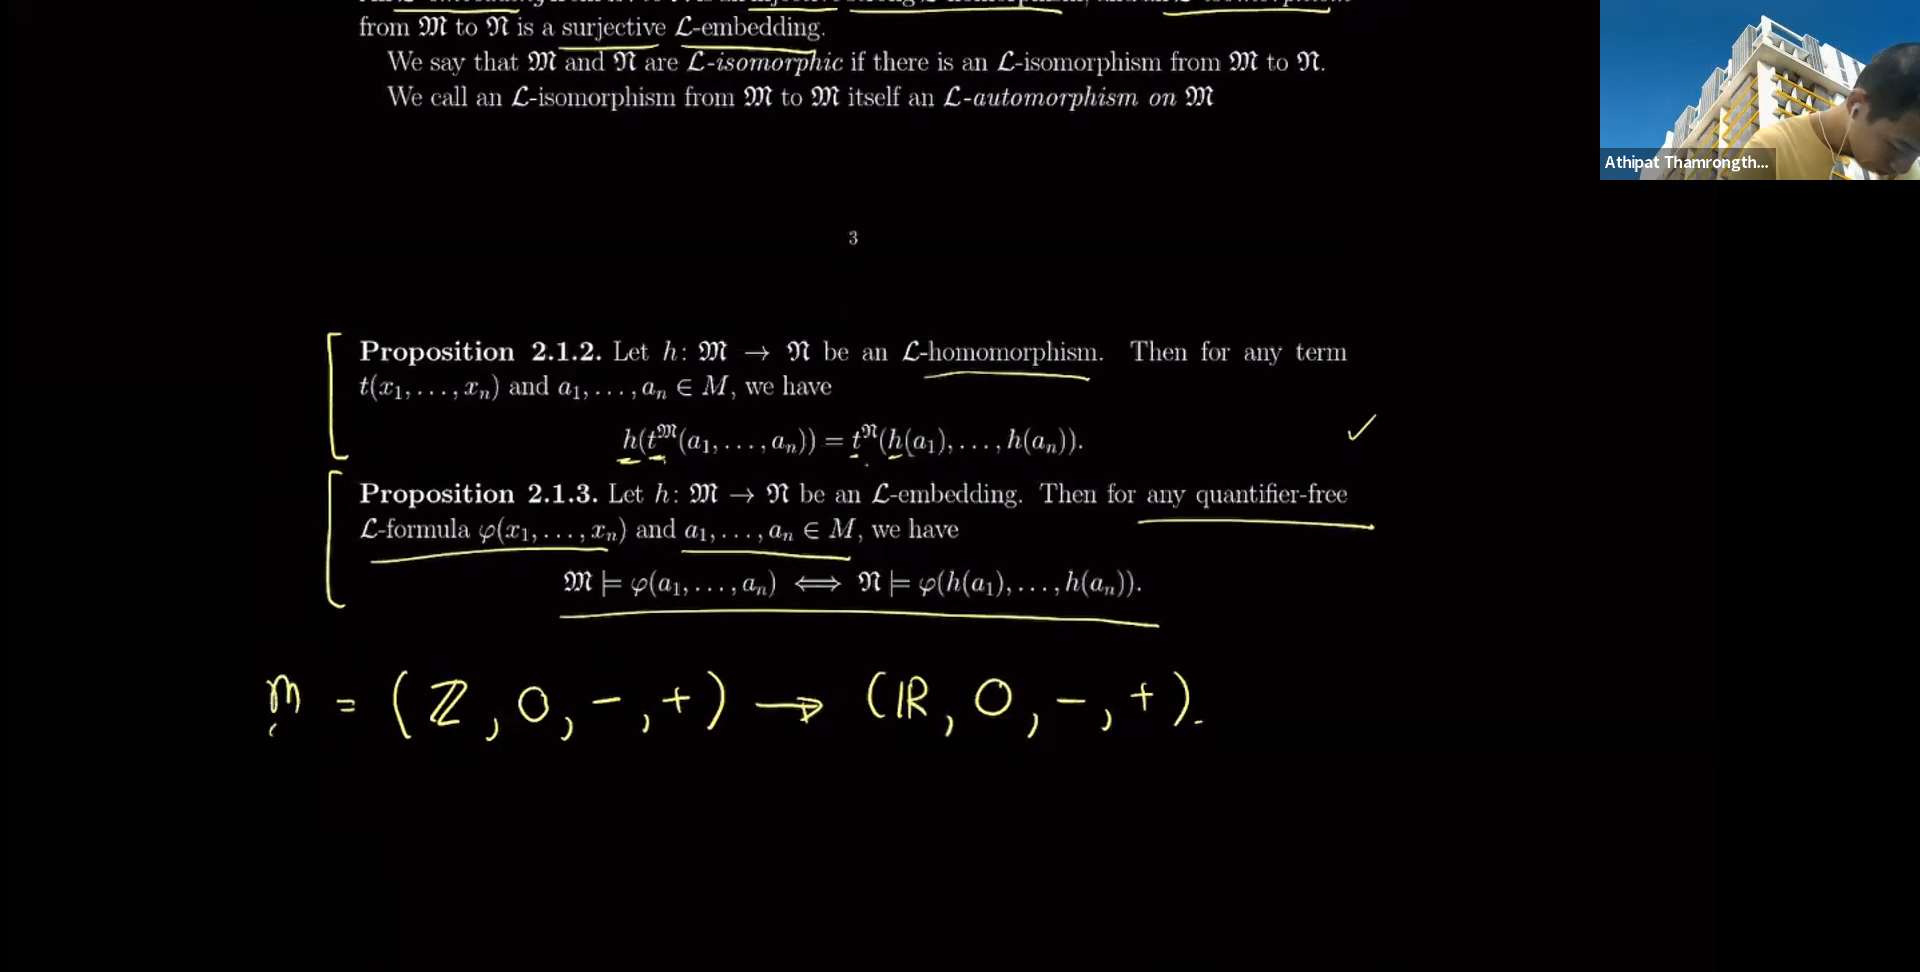 from 𝔐 to 𝔑 is a surjective ℒ-embedding.
We say that 𝔐 and 𝔑 are ℒ-isomorphic if there is an ℒ-isomorphism from 𝔐 to 𝔑.
We call an ℒ-isomorphism from 𝔐 to 𝔐 itself an ℒ-automorphism on 𝔐
Athipat Thamrongth...
3
Proposition 2.1.2. Let h: 𝔐 → 𝔑 be an ℒ-homomorphism. Then for any term
t(x₁, . . . , xₙ) and a₁, . . . , aₙ ∈ M, we have
h(t^𝔐(a₁, . . . , aₙ)) = t^𝔑(h(a₁), . . . , h(aₙ)). ✓
Proposition 2.1.3. Let h: 𝔐 → 𝔑 be an ℒ-embedding. Then for any quantifier-free
ℒ-formula φ(x₁, . . . , xₙ) and a₁, . . . , aₙ ∈ M, we have
𝔐 ⊨ φ(a₁, . . . , aₙ) ⟺ 𝔑 ⊨ φ(h(a₁), . . . , h(aₙ)).
𝔐 = (ℤ, 0, -, +) → (ℝ, 0, -, +).